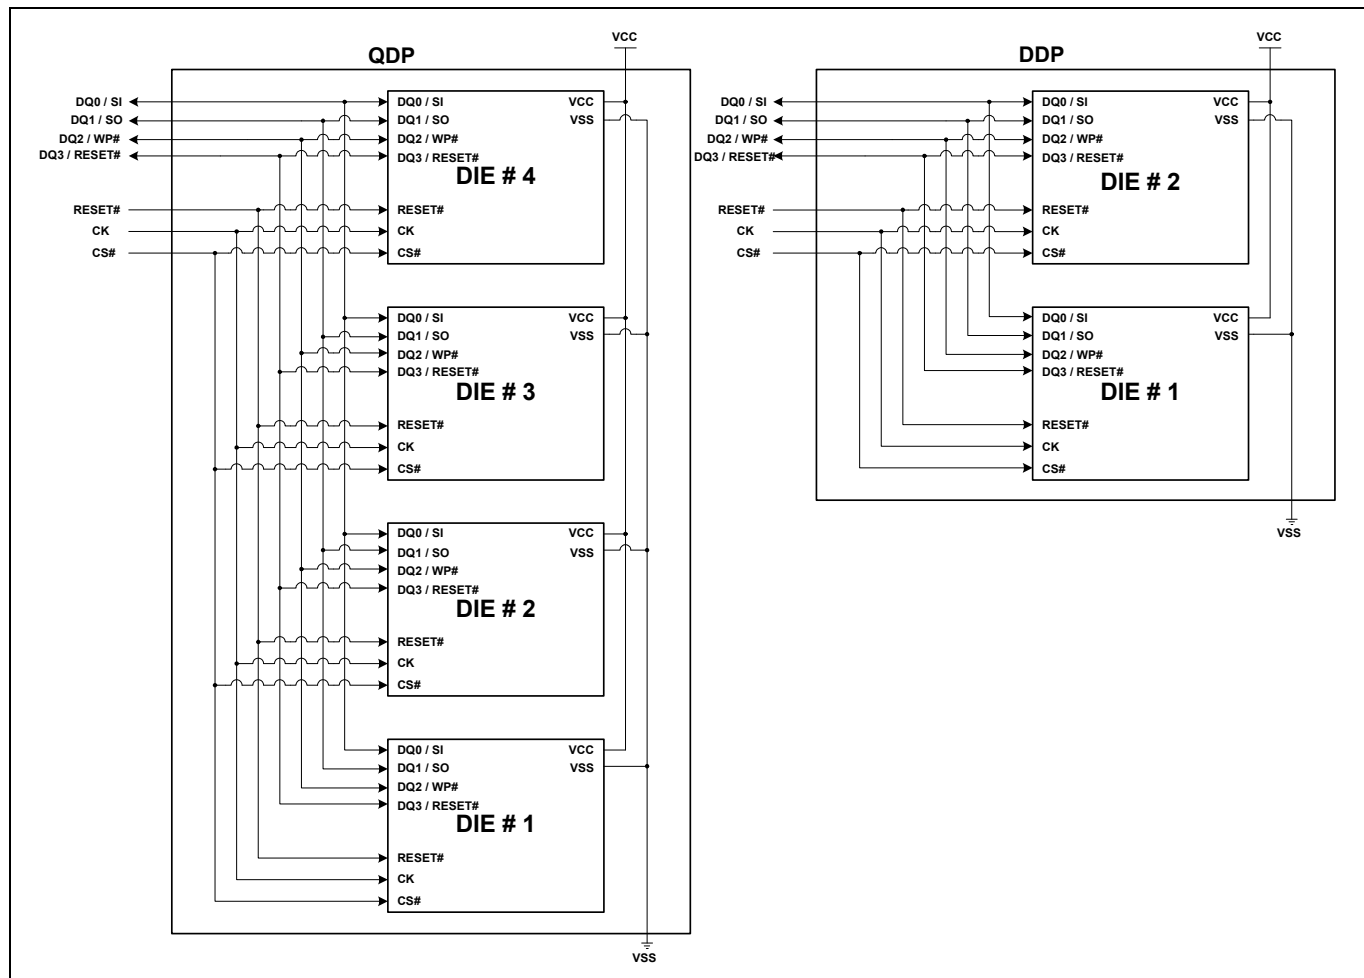 VCC
QDP
DQ0 / SI
DQ1 / SO
DQ2 / WP#
DQ3 / RESET#
RESET#
CK
CS#
DQ0 / SI
DQ1 / SO
DQ2 / WP#
DQ3 / RESET#
VCC
VSS
DIE # 4
RESET#
CK
CS#
DQ0 / SI
DQ1 / SO
DQ2 / WP#
DQ3 / RESET#
VCC
VSS
DIE # 3
RESET#
CK
CS#
DQ0 / SI
DQ1 / SO
DQ2 / WP#
DQ3 / RESET#
VCC
VSS
DIE # 2
RESET#
CK
CS#
DQ0 / SI
DQ1 / SO
DQ2 / WP#
DQ3 / RESET#
VCC
VSS
DIE # 1
RESET#
CK
CS#
VSS
VCC
DDP
DQ0 / SI
DQ1 / SO
DQ2 / WP#
DQ3 / RESET#
RESET#
CK
CS#
DQ0 / SI
DQ1 / SO
DQ2 / WP#
DQ3 / RESET#
VCC
VSS
DIE # 2
RESET#
CK
CS#
DQ0 / SI
DQ1 / SO
DQ2 / WP#
DQ3 / RESET#
VCC
VSS
DIE # 1
RESET#
CK
CS#
VSS